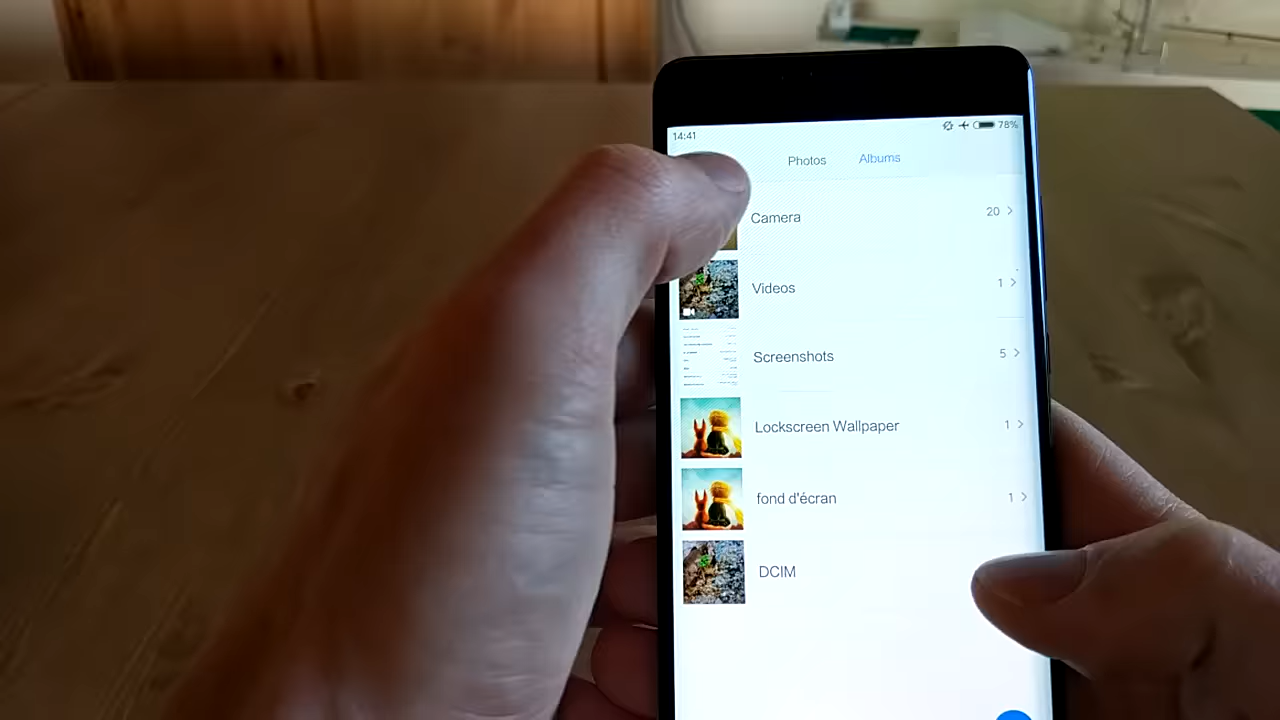 14:41
78%
Photos Albums
Camera 20
Videos 1
Screenshots 5
Lockscreen Wallpaper 1
fond d'écran 1
DCIM